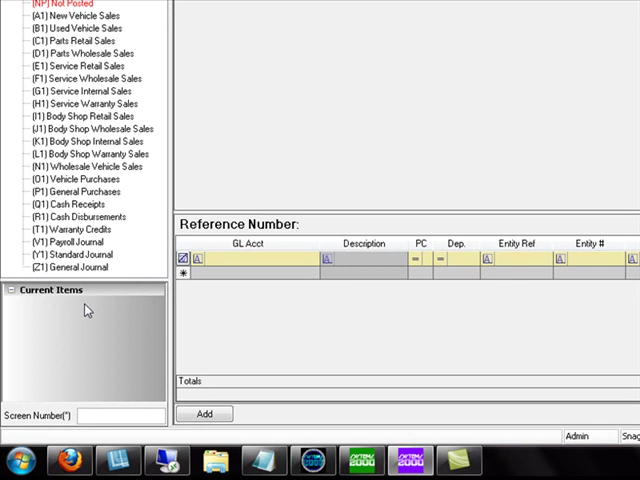 (NP) Not Posted
(A1) New Vehicle Sales
(B1) Used Vehicle Sales
(C1) Parts Retail Sales
(D1) Parts Wholesale Sales
(E1) Service Retail Sales
(F1) Service Wholesale Sales
(G1) Service Internal Sales
(H1) Service Warranty Sales
(I1) Body Shop Retail Sales
(J1) Body Shop Wholesale Sales
(K1) Body Shop Internal Sales
(L1) Body Shop Warranty Sales
(N1) Wholesale Vehicle Sales
(O1) Vehicle Purchases
(P1) General Purchases
(Q1) Cash Receipts
(R1) Cash Disbursements
(T1) Warranty Credits
(V1) Payroll Journal
(Y1) Standard Journal
(Z1) General Journal
Current Items
Screen Number(*)
Reference Number:
GL Acct Description PC Dep. Entity Ref Entity #
A A = = A A A
Totals
Add
Admin Snag
2000 2000 2000